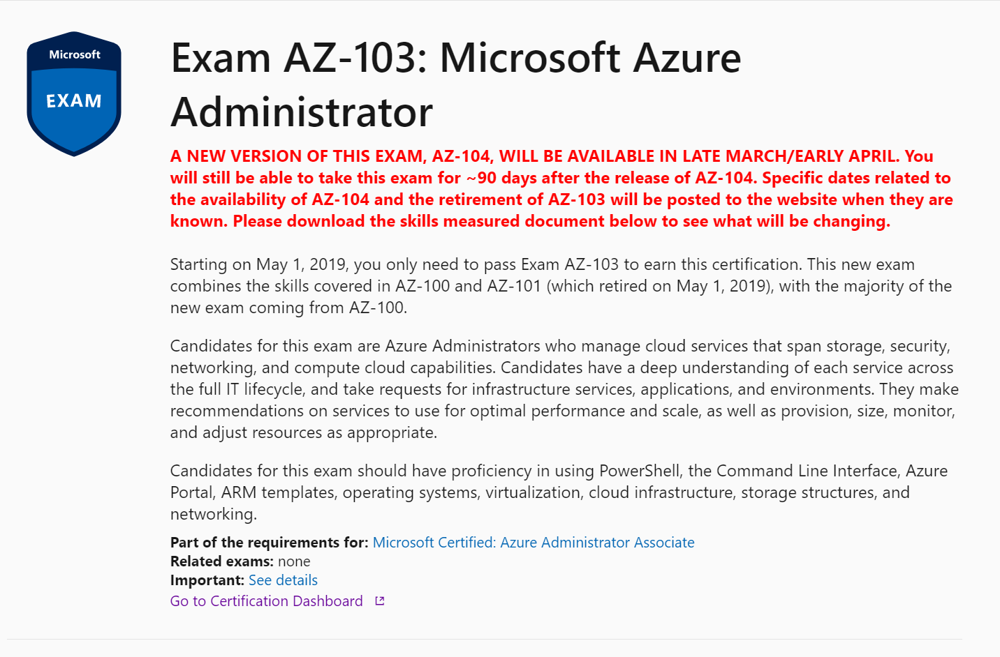 Microsoft
EXAM
Exam AZ-103: Microsoft Azure
Administrator
A NEW VERSION OF THIS EXAM, AZ-104, WILL BE AVAILABLE IN LATE MARCH/EARLY APRIL. You
will still be able to take this exam for ~90 days after the release of AZ-104. Specific dates related to
the availability of AZ-104 and the retirement of AZ-103 will be posted to the website when they are
known. Please download the skills measured document below to see what will be changing.
Starting on May 1, 2019, you only need to pass Exam AZ-103 to earn this certification. This new exam
combines the skills covered in AZ-100 and AZ-101 (which retired on May 1, 2019), with the majority of the
new exam coming from AZ-100.
Candidates for this exam are Azure Administrators who manage cloud services that span storage, security,
networking, and compute cloud capabilities. Candidates have a deep understanding of each service across
the full IT lifecycle, and take requests for infrastructure services, applications, and environments. They make
recommendations on services to use for optimal performance and scale, as well as provision, size, monitor,
and adjust resources as appropriate.
Candidates for this exam should have proficiency in using PowerShell, the Command Line Interface, Azure
Portal, ARM templates, operating systems, virtualization, cloud infrastructure, storage structures, and
networking.
Part of the requirements for: Microsoft Certified: Azure Administrator Associate
Related exams: none
Important: See details
Go to Certification Dashboard